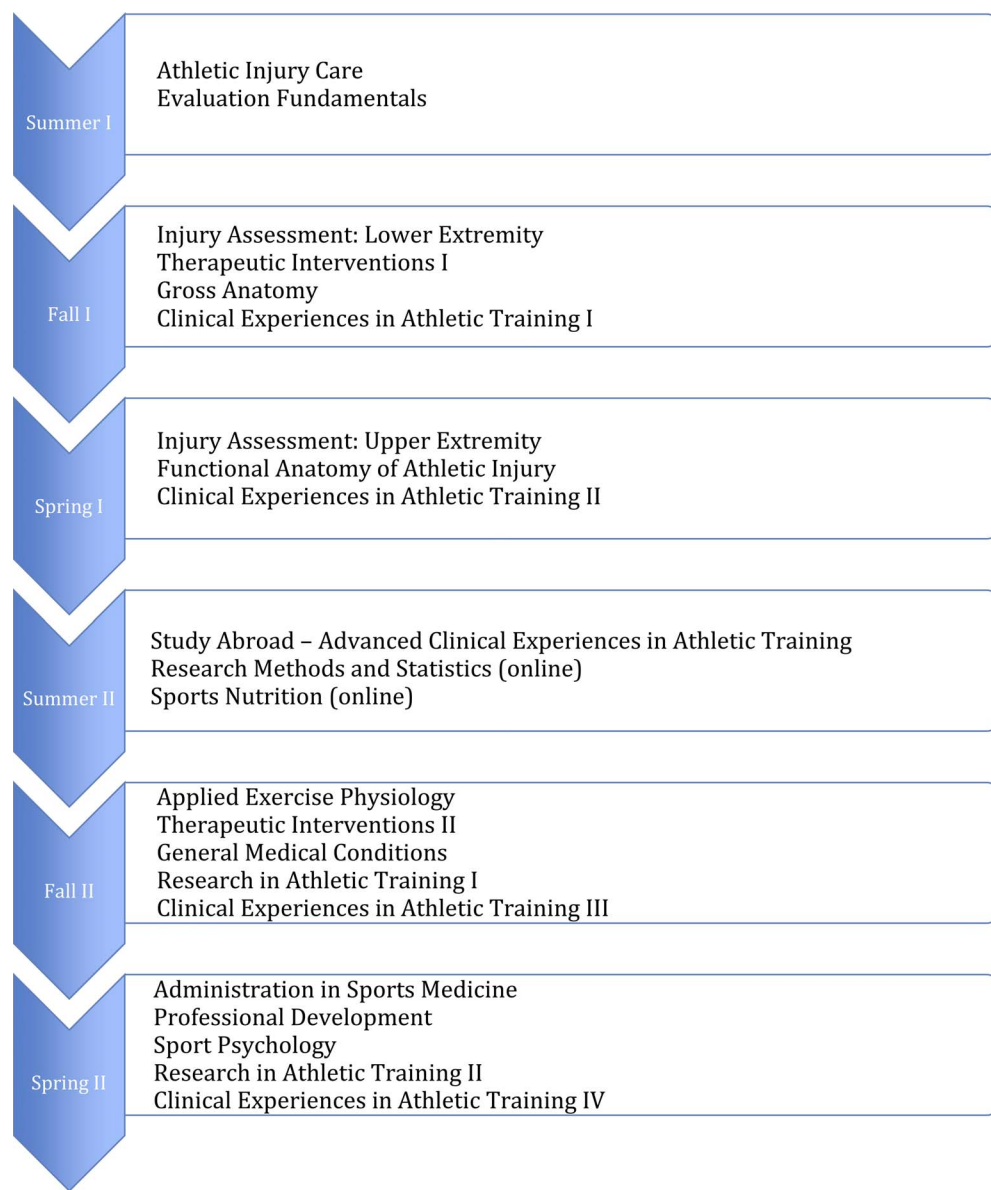 Summer I
Athletic Injury Care
Evaluation Fundamentals
Fall I
Injury Assessment: Lower Extremity
Therapeutic Interventions I
Gross Anatomy
Clinical Experiences in Athletic Training I
Spring I
Injury Assessment: Upper Extremity
Functional Anatomy of Athletic Injury
Clinical Experiences in Athletic Training II
Summer II
Study Abroad – Advanced Clinical Experiences in Athletic Training
Research Methods and Statistics (online)
Sports Nutrition (online)
Fall II
Applied Exercise Physiology
Therapeutic Interventions II
General Medical Conditions
Research in Athletic Training I
Clinical Experiences in Athletic Training III
Spring II
Administration in Sports Medicine
Professional Development
Sport Psychology
Research in Athletic Training II
Clinical Experiences in Athletic Training IV